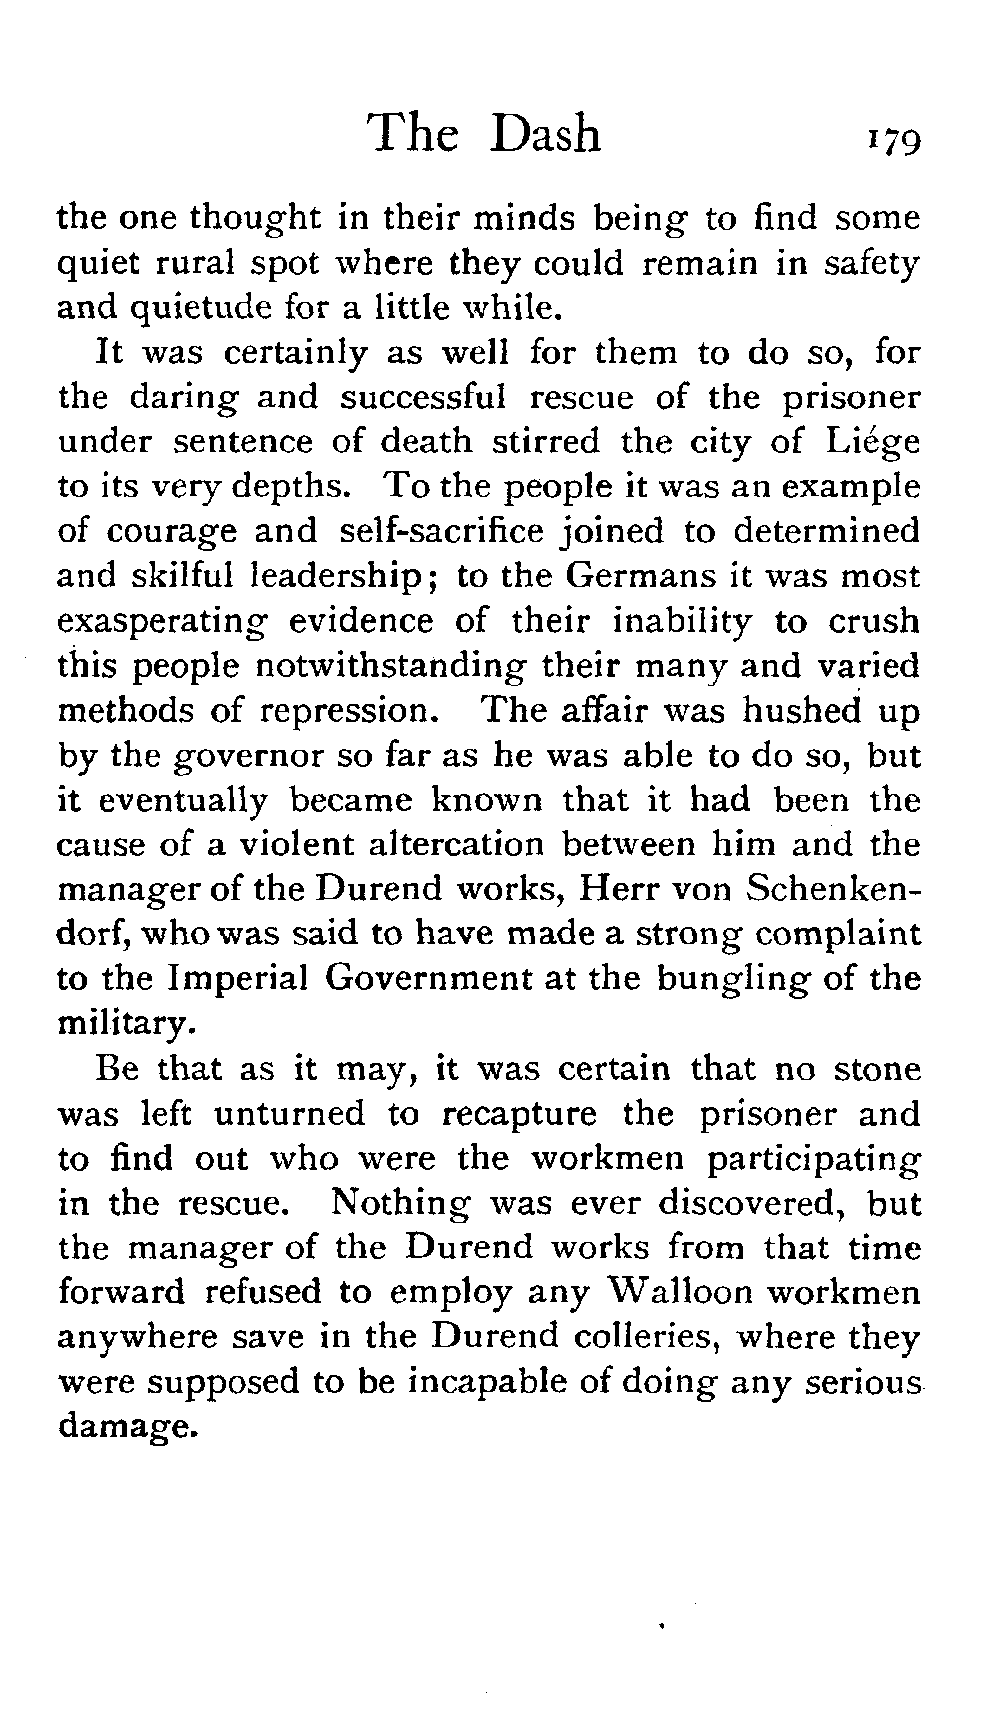 The Dash 179
the one thought in their minds being to find some
quiet rural spot where they could remain in safety
and quietude for a little while.
It was certainly as well for them to do so, for
the daring and successful rescue of the prisoner
under sentence of death stirred the city of Liége
to its very depths. To the people it was an example
of courage and self-sacrifice joined to determined
and skilful leadership; to the Germans it was most
exasperating evidence of their inability to crush
this people notwithstanding their many and varied
methods of repression. The affair was hushed up
by the governor so far as he was able to do so, but
it eventually became known that it had been the
cause of a violent altercation between him and the
manager of the Durend works, Herr von Schenken-
dorf, who was said to have made a strong complaint
to the Imperial Government at the bungling of the
military.
Be that as it may, it was certain that no stone
was left unturned to recapture the prisoner and
to find out who were the workmen participating
in the rescue. Nothing was ever discovered, but
the manager of the Durend works from that time
forward refused to employ any Walloon workmen
anywhere save in the Durend colleries, where they
were supposed to be incapable of doing any serious
damage.